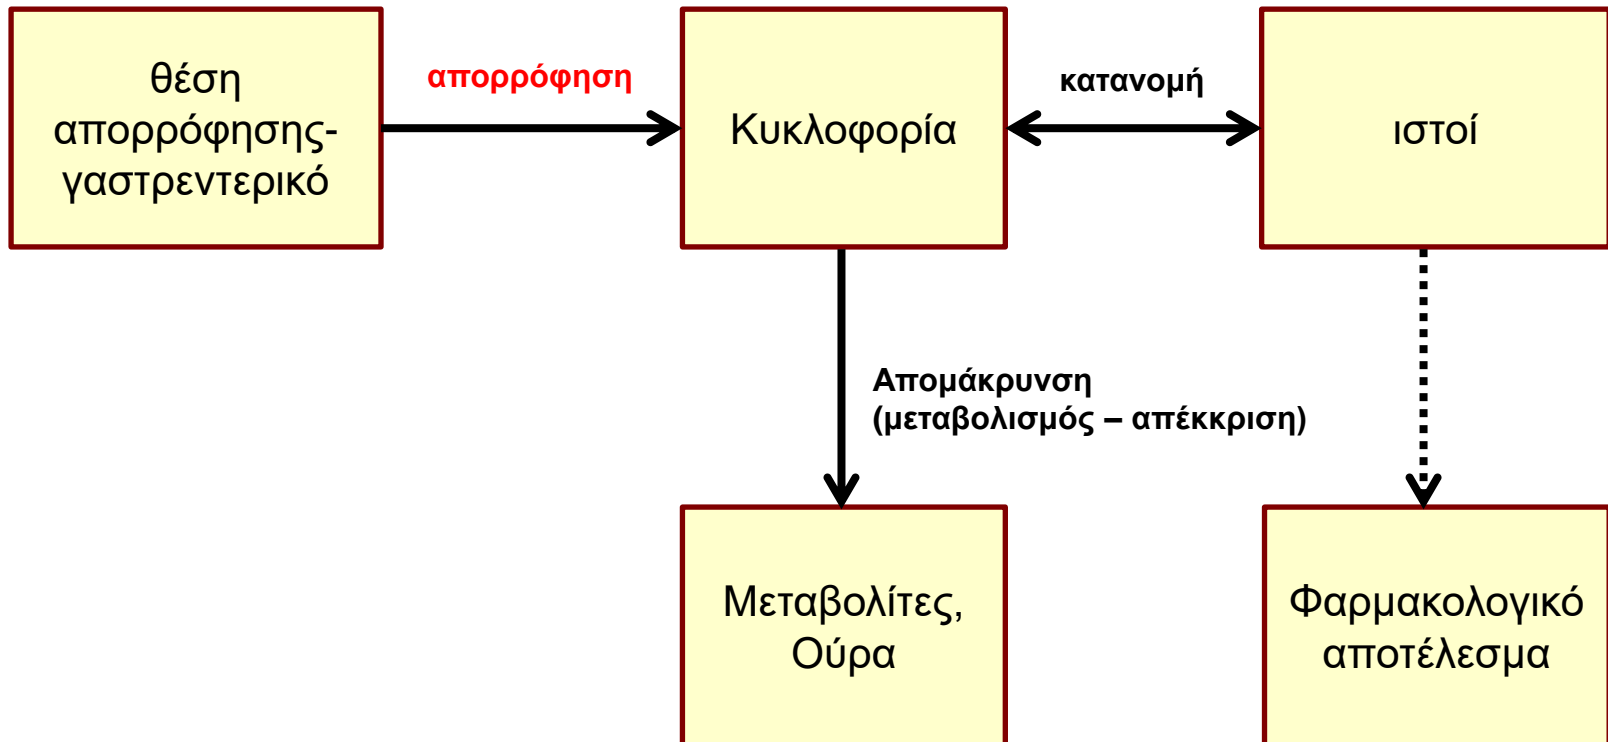 θέση
απορρόφησης-
γαστρεντερικό
απορρόφηση
Κυκλοφορία
κατανομή
ιστοί
Απομάκρυνση
(μεταβολισμός – απέκκριση)
Μεταβολίτες,
Ούρα
Φαρμακολογικό
αποτέλεσμα